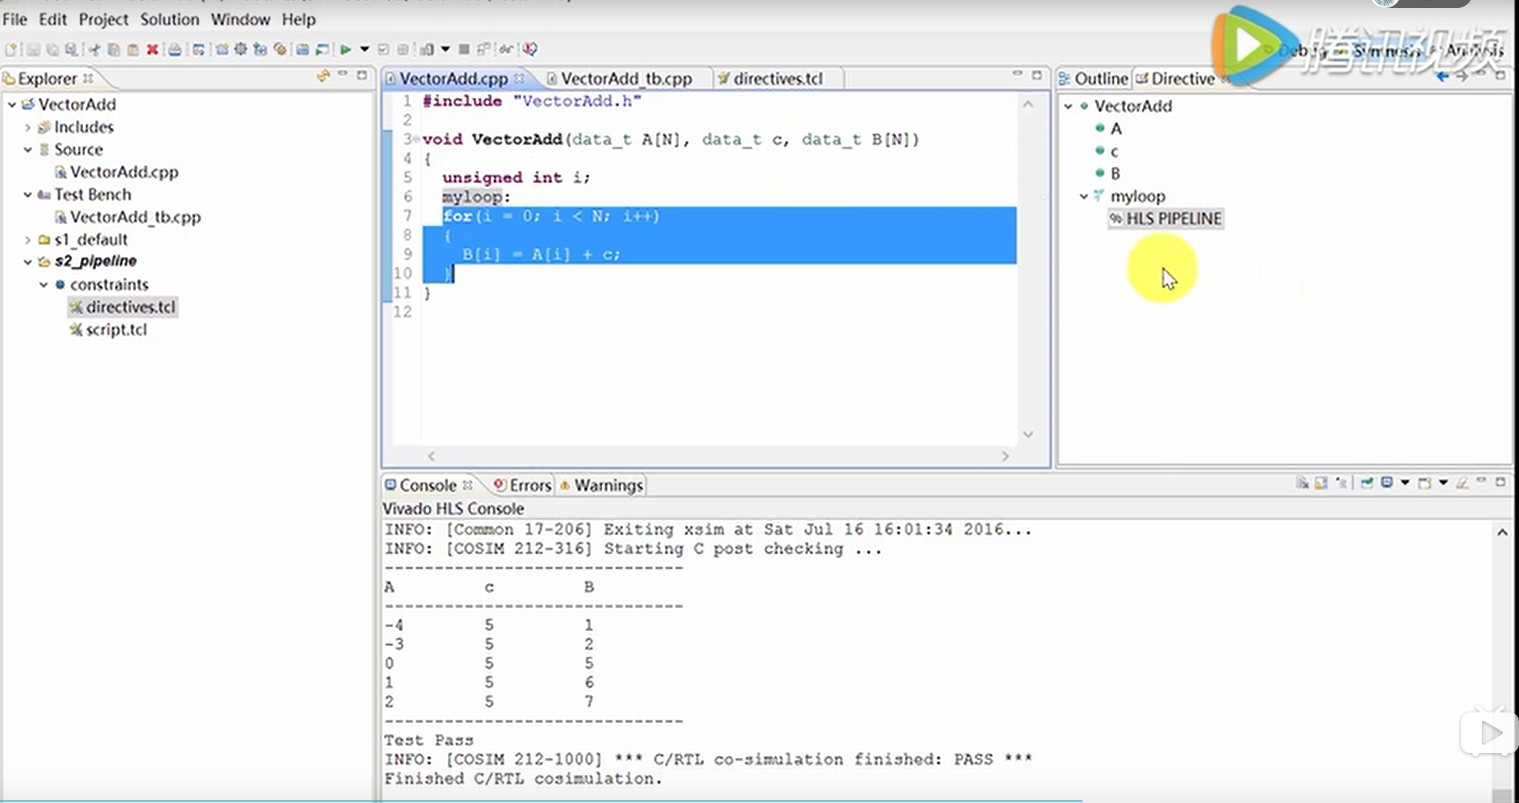 File Edit Project Solution Window Help
腾讯视频
Debug Synthesis Analysis
Explorer
VectorAdd.cpp VectorAdd_tb.cpp directives.tcl
Outline Directive
VectorAdd
Includes
Source
VectorAdd.cpp
Test Bench
VectorAdd_tb.cpp
s1_default
s2_pipeline
constraints
directives.tcl
script.tcl
1 #include "VectorAdd.h"
2
3 void VectorAdd(data_t A[N], data_t c, data_t B[N])
4 {
5 unsigned int i;
6 myloop:
7 for(i = 0; i < N; i++)
8 {
9 B[i] = A[i] + c;
10 }
11 }
12
VectorAdd
A
c
B
myloop
% HLS PIPELINE
Console Errors Warnings
Vivado HLS Console
INFO: [Common 17-206] Exiting xsim at Sat Jul 16 16:01:34 2016...
INFO: [COSIM 212-316] Starting C post checking ...
------------------------------
A c B
------------------------------
-4 5 1
-3 5 2
0 5 5
1 5 6
2 5 7
------------------------------
Test Pass
INFO: [COSIM 212-1000] *** C/RTL co-simulation finished: PASS ***
Finished C/RTL cosimulation.